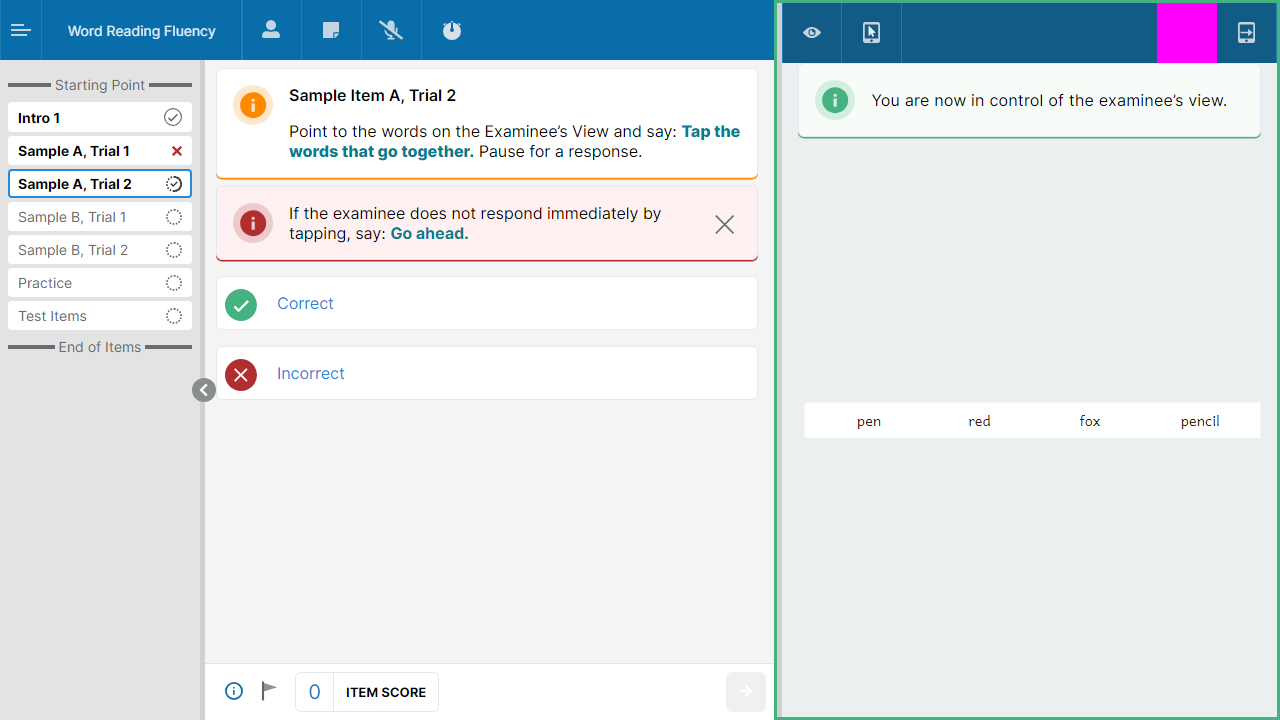 Word Reading Fluency
Starting Point
Intro 1
Sample A, Trial 1
Sample A, Trial 2
Sample B, Trial 1
Sample B, Trial 2
Practice
Test Items
End of Items
Sample Item A, Trial 2
Point to the words on the Examinee’s View and say: Tap the
words that go together. Pause for a response.
If the examinee does not respond immediately by
tapping, say: Go ahead.
Correct
Incorrect
0 ITEM SCORE
You are now in control of the examinee’s view.
pen red fox pencil